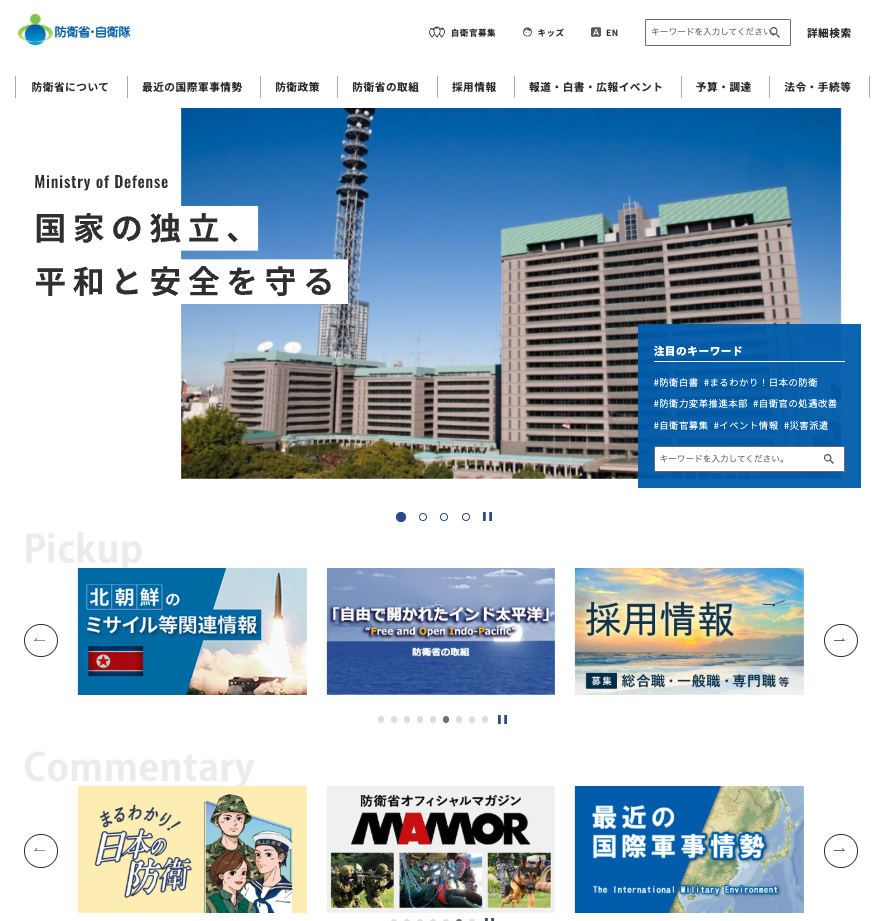 防衛省・自衛隊
自衛官募集
キッズ
EN
キーワードを入力してください
詳細検索
防衛省について
最近の国際軍事情勢
防衛政策
防衛省の取組
採用情報
報道・白書・広報イベント
予算・調達
法令・手続等
Ministry of Defense
国家の独立、
平和と安全を守る
注目のキーワード
#防衛白書 #まるわかり！日本の防衛
#防衛力変革推進本部 #自衛官の処遇改善
#自衛官募集 #イベント情報 #災害派遣
キーワードを入力してください。
Pickup
北朝鮮の
ミサイル等関連情報
「自由で開かれたインド太平洋」
"Free and Open Indo-Pacific"
防衛省の取組
採用情報
募集 総合職・一般職・専門職 等
Commentary
まるわかり!
日本の
防衛
防衛省オフィシャルマガジン
MAMOR
最近の
国際軍事情勢
The International Military Environment